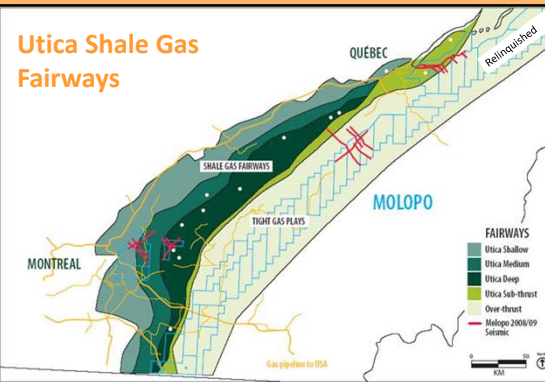 Utica Shale Gas
Fairways
Relinquished
QUÉBEC
SHALE GAS FAIRWAYS
MOLOPO
TIGHT GAS PLAYS
FAIRWAYS
Utica Shallow
Utica Medium
Utica Deep
Utica Sub-thrust
Over-thrust
Molopo 2008/09
Seismic
MONTREAL
Gas pipeline to USA
0 50
KM